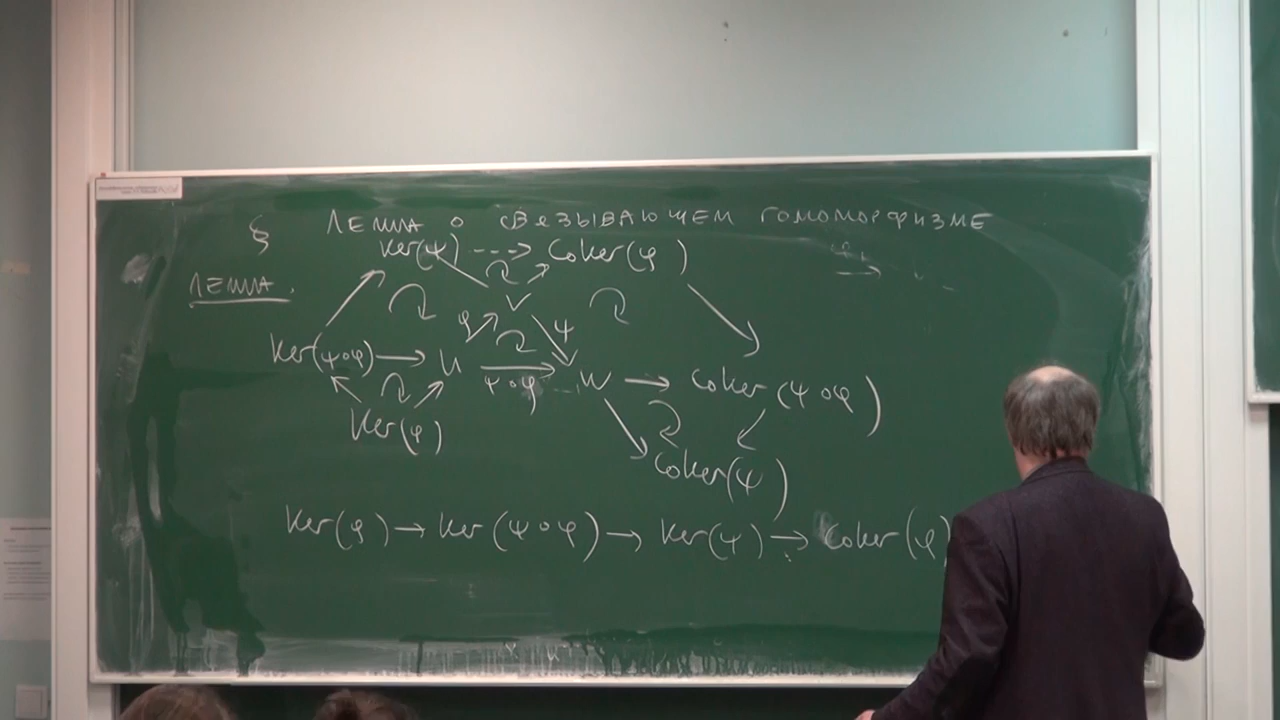 § ЛЕММА О СВЯЗЫВАЮЩЕМ ГОМОМОРФИЗМЕ
Ker(ψ) ⇢ Coker(φ)
ЛЕММА.
V
φ ψ
Ker(ψ∘φ) → U → W → Coker(ψ∘φ)
ψ∘φ
Ker(φ)
Coker(ψ)
Ker(φ) → Ker(ψ∘φ) → Ker(ψ) → Coker(φ)